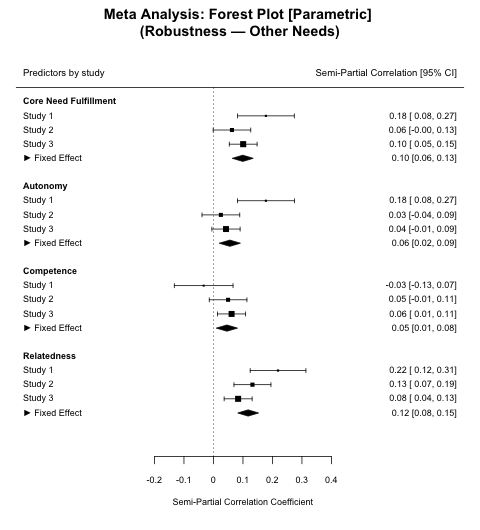 Meta Analysis: Forest Plot [Parametric]
(Robustness — Other Needs)
Predictors by study Semi-Partial Correlation [95% CI]
Core Need Fulfillment
Study 1 0.18 [ 0.08, 0.27]
Study 2 0.06 [-0.00, 0.13]
Study 3 0.10 [ 0.05, 0.15]
► Fixed Effect 0.10 [0.06, 0.13]
Autonomy
Study 1 0.18 [ 0.08, 0.27]
Study 2 0.03 [-0.04, 0.09]
Study 3 0.04 [-0.01, 0.09]
► Fixed Effect 0.06 [0.02, 0.09]
Competence
Study 1 -0.03 [-0.13, 0.07]
Study 2 0.05 [-0.01, 0.11]
Study 3 0.06 [ 0.01, 0.11]
► Fixed Effect 0.05 [0.01, 0.08]
Relatedness
Study 1 0.22 [ 0.12, 0.31]
Study 2 0.13 [ 0.07, 0.19]
Study 3 0.08 [ 0.04, 0.13]
► Fixed Effect 0.12 [0.08, 0.15]
-0.2 -0.1 0 0.1 0.2 0.3 0.4
Semi-Partial Correlation Coefficient